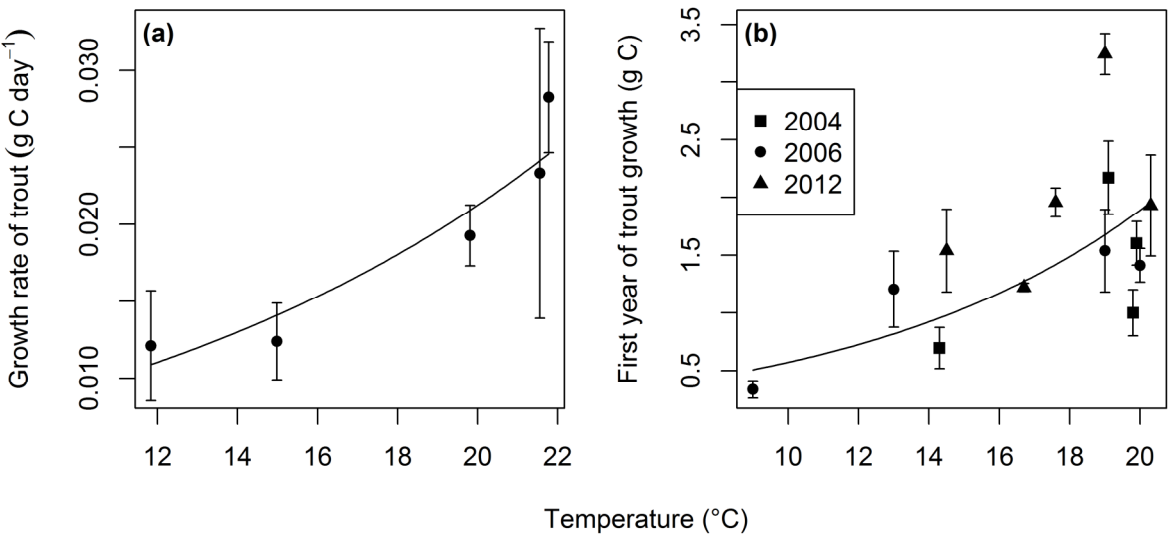 (a)
Growth rate of trout (g C day⁻¹)
0.030
0.020
0.010
12 14 16 18 20 22
(b)
First year of trout growth (g C)
3.5
2.5
1.5
0.5
2004
2006
2012
10 12 14 16 18 20
Temperature (°C)